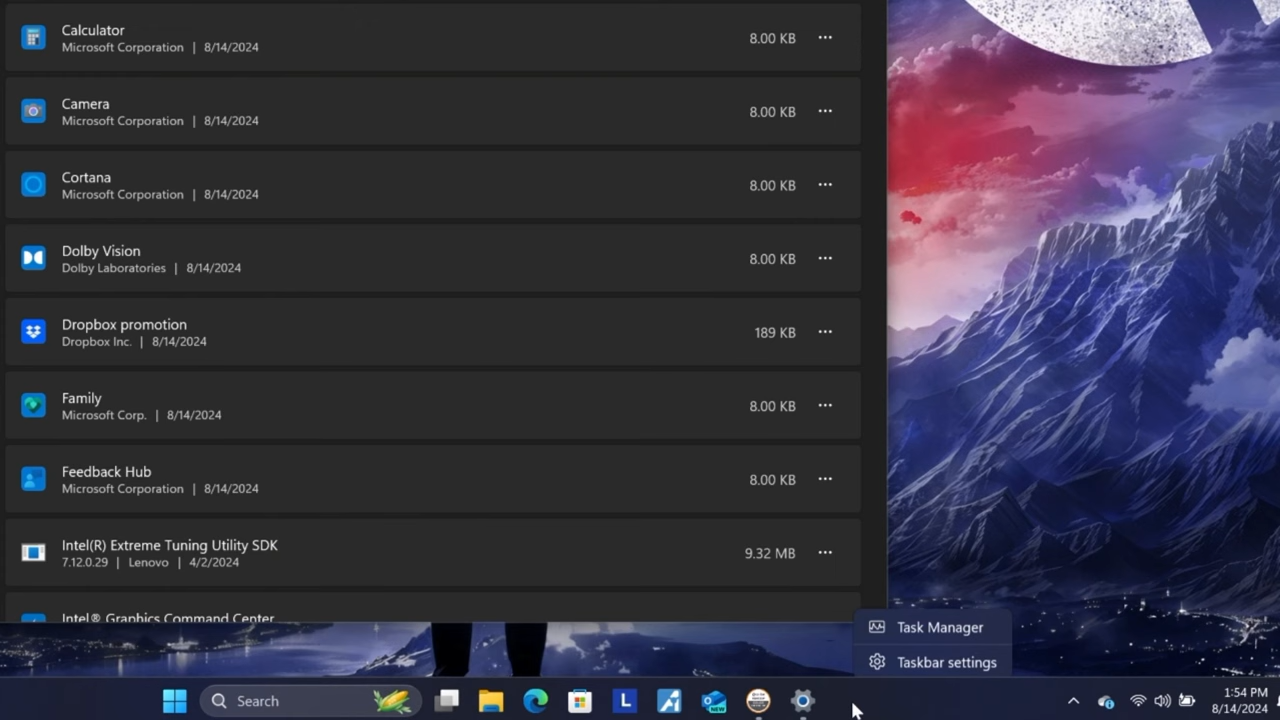 Calculator
Microsoft Corporation | 8/14/2024
8.00 KB
Camera
Microsoft Corporation | 8/14/2024
8.00 KB
Cortana
Microsoft Corporation | 8/14/2024
8.00 KB
Dolby Vision
Dolby Laboratories | 8/14/2024
8.00 KB
Dropbox promotion
Dropbox Inc. | 8/14/2024
189 KB
Family
Microsoft Corp. | 8/14/2024
8.00 KB
Feedback Hub
Microsoft Corporation | 8/14/2024
8.00 KB
Intel(R) Extreme Tuning Utility SDK
7.12.0.29 | Lenovo | 4/2/2024
9.32 MB
Intel® Graphics Command Center
Task Manager
Taskbar settings
Search
L
NEW
1:54 PM
8/14/2024